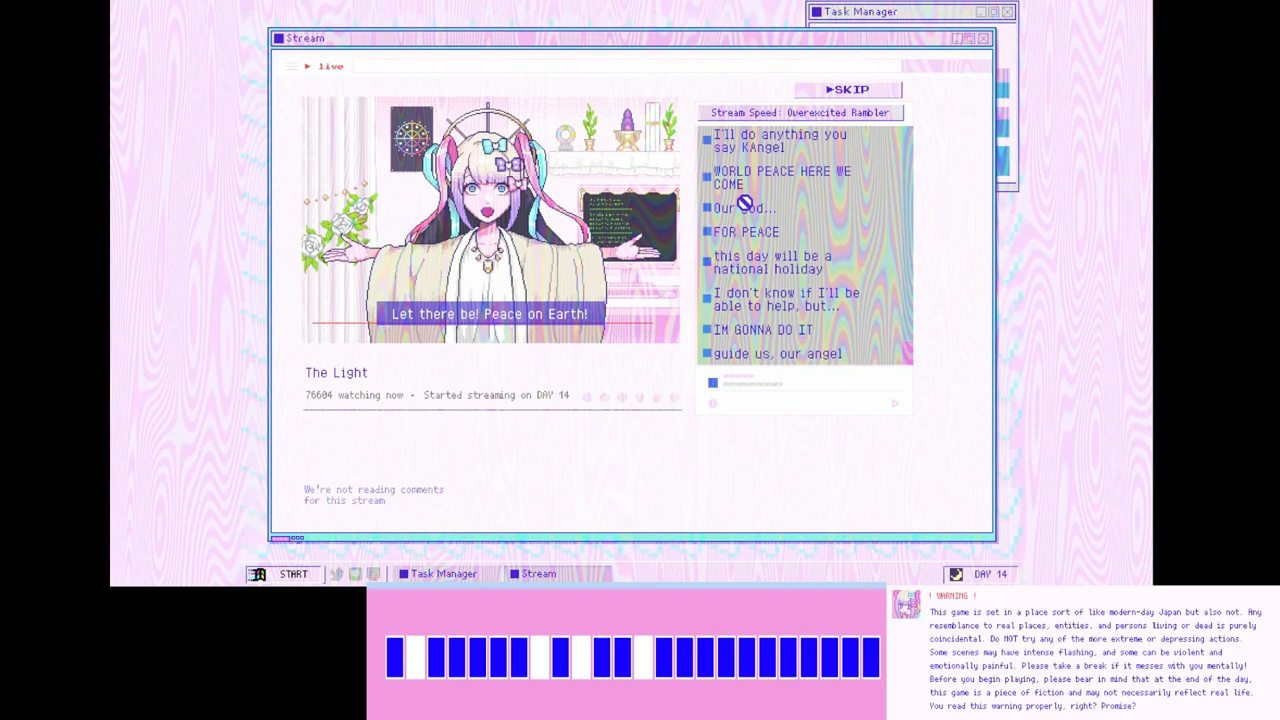 Task Manager
Stream
live
▶SKIP
Stream Speed: Overexcited Rambler
I'll do anything you
say KAngel
WORLD PEACE HERE WE
COME
Our god...
FOR PEACE
this day will be a
national holiday
I don't know if I'll be
able to help, but...
IM GONNA DO IT
guide us, our angel
Let there be! Peace on Earth!
The Light
76604 watching now • Started streaming on DAY 14
We're not reading comments
for this stream
START
Task Manager
Stream
DAY 14
! WARNING !
This game is set in a place sort of like modern-day Japan but also not. Any
resemblance to real places, entities, and persons living or dead is purely
coincidental. Do NOT try any of the more extreme or depressing actions.
Some scenes may have intense flashing, and some can be violent and
emotionally painful. Please take a break if it messes with you mentally!
Before you begin playing, please bear in mind that at the end of the day,
this game is a piece of fiction and may not necessarily reflect real life.
You read this warning properly, right? Promise?